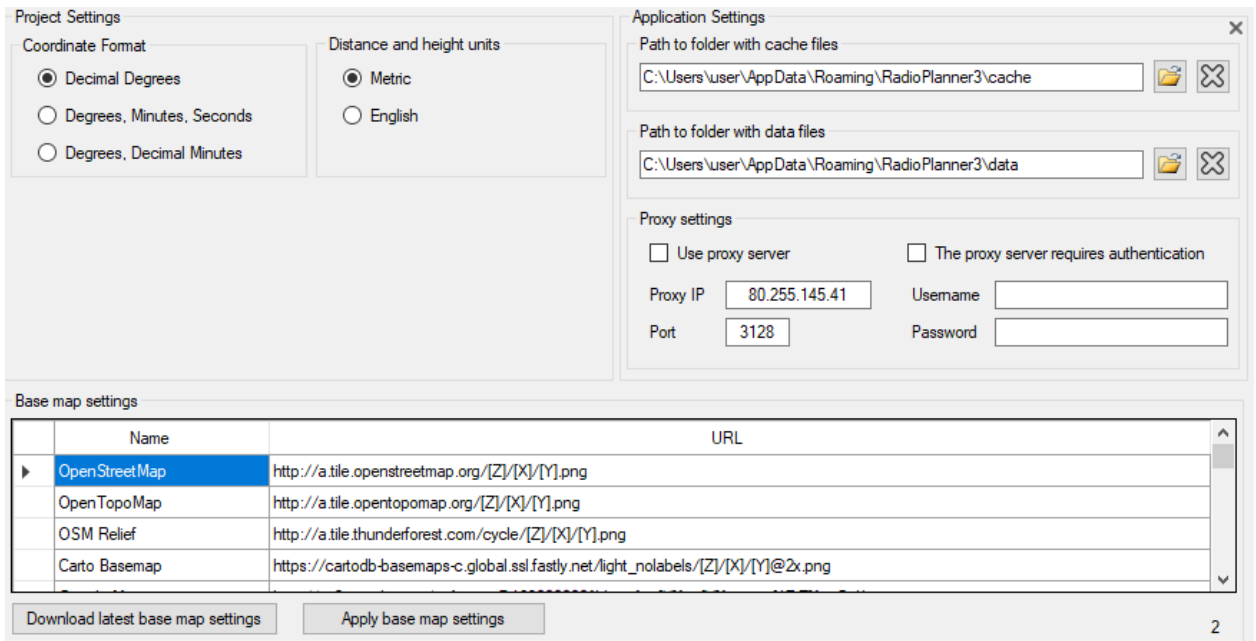 Project Settings
Coordinate Format
Decimal Degrees
Degrees, Minutes, Seconds
Degrees, Decimal Minutes
Distance and height units
Metric
English
Application Settings
Path to folder with cache files
C:\Users\user\AppData\Roaming\RadioPlanner3\cache
Path to folder with data files
C:\Users\user\AppData\Roaming\RadioPlanner3\data
Proxy settings
Use proxy server
The proxy server requires authentication
Proxy IP 80.255.145.41 Username
Port 3128 Password
Base map settings
Name URL
OpenStreetMap http://a.tile.openstreetmap.org/[Z]/[X]/[Y].png
OpenTopoMap http://a.tile.opentopomap.org/[Z]/[X]/[Y].png
OSM Relief http://a.tile.thunderforest.com/cycle/[Z]/[X]/[Y].png
Carto Basemap https://cartodb-basemaps-c.global.ssl.fastly.net/light_nolabels/[Z]/[X]/[Y]@2x.png
Download latest base map settings Apply base map settings 2